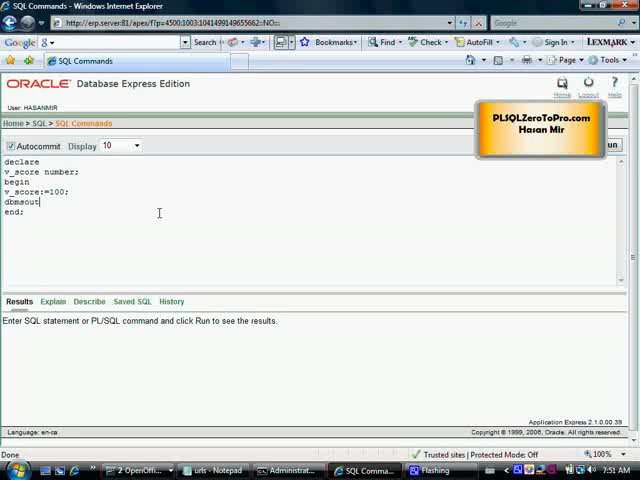 SQL Commands - Windows Internet Explorer
http://erp.server:81/apex/f?p=4500:1003:1041499149655662::NO:::
Google
Google
Search
Bookmarks
Find
Check
AutoFill
Sign In
LEXMARK
SQL Commands
Page
Tools
ORACLE Database Express Edition
Home
Logout
Help
User: HASANMIR
Home > SQL > SQL Commands
PLSQLZeroToPro.com
Hasan Mir
Autocommit Display 10
un
declare
v_score number;
begin
v_score:=100;
dbmsout
end;
Results Explain Describe Saved SQL History
Enter SQL statement or PL/SQL command and click Run to see the results.
Application Express 2.1.0.00.39
Language: en-ca
Copyright © 1999, 2006, Oracle. All rights reserved.
Done
Trusted sites | Protected Mode: Off
100%
2 OpenOffi...
urls - Notepad
Administrat...
SQL Comma...
Flashing
7:51 AM